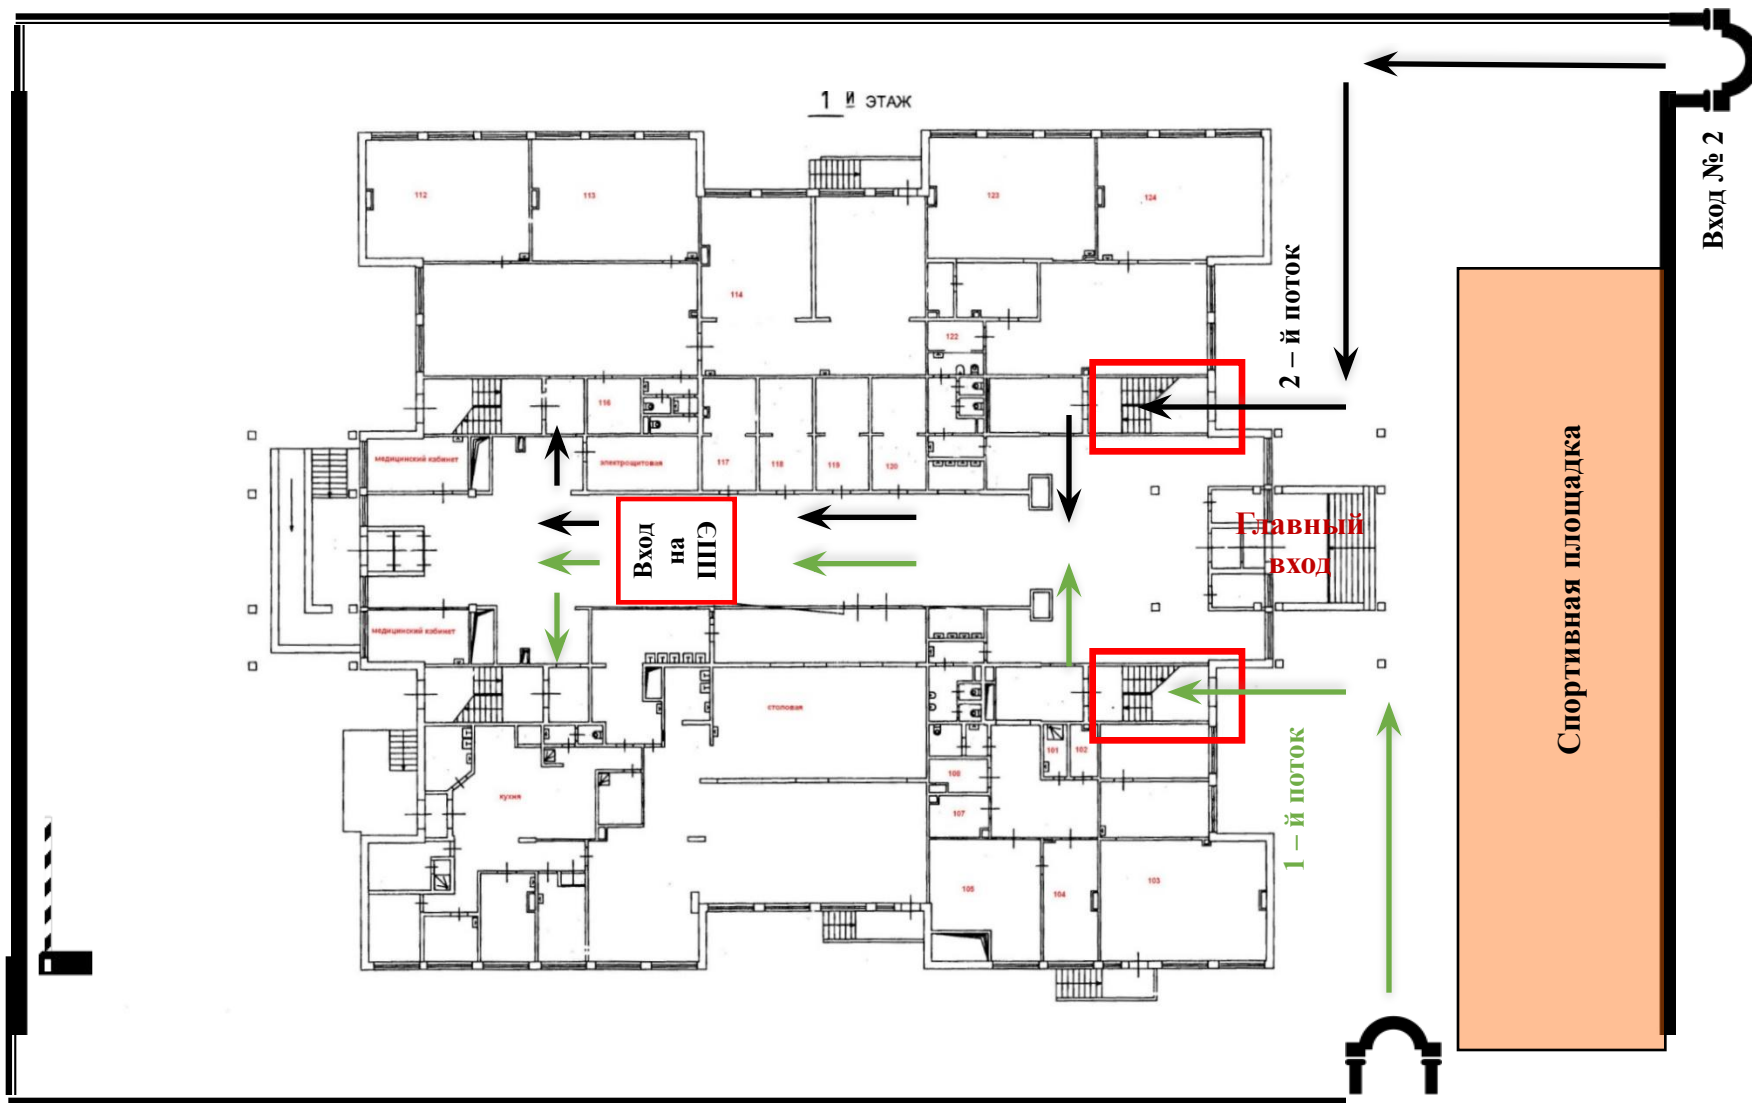 1 й ЭТАЖ
Вход № 2
112
113
123
124
2 – й поток
114
122
116
медицинский кабинет
электрощитовая
117
118
119
120
Вход
на
ППЭ
Главный
вход
Спортивная площадка
медицинский кабинет
столовая
101
102
108
107
кухня
1 – й поток
105
104
103